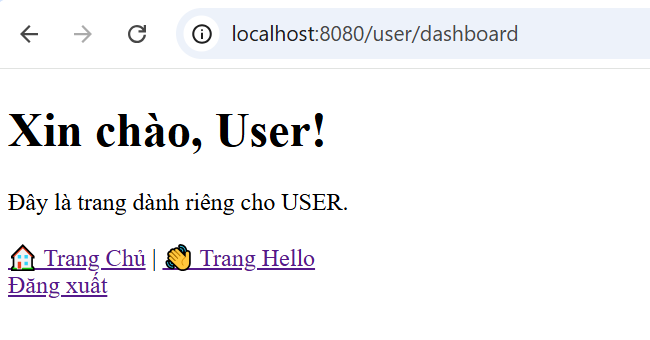 localhost:8080/user/dashboard
Xin chào, User!
Đây là trang dành riêng cho USER.
🏠 Trang Chủ | 👋 Trang Hello
Đăng xuất